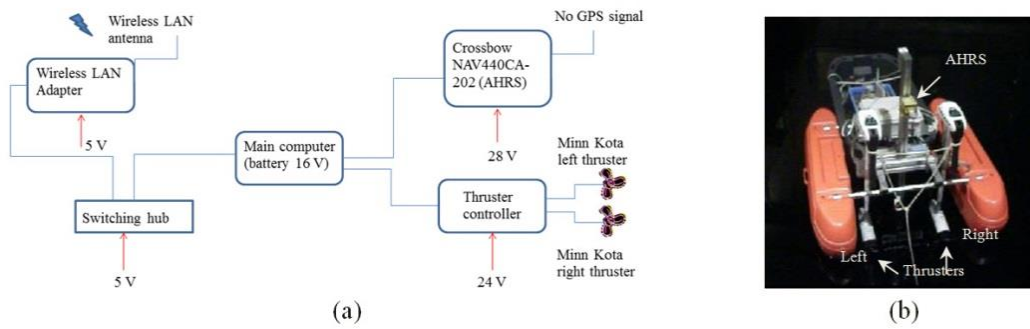 Wireless LAN
antenna
Wireless LAN
Adapter
5 V
Switching hub
5 V
Main computer
(battery 16 V)
No GPS signal
Crossbow
NAV440CA-
202 (AHRS)
28 V
Minn Kota
left thruster
Thruster
controller
24 V
Minn Kota
right thruster
(a)
AHRS
Right
Left
Thrusters
(b)